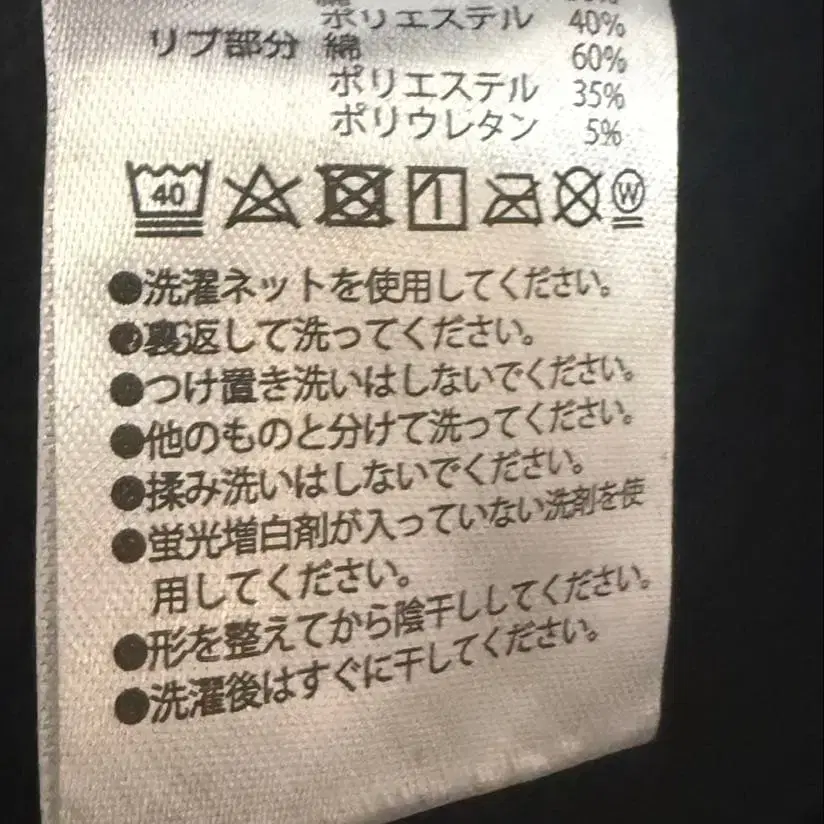 ポリエステル 40%
リブ部分 綿 60%
ポリエステル 35%
ポリウレタン 5%
40 W
●洗濯ネットを使用してください。
●裏返して洗ってください。
●つけ置き洗いはしないでください。
●他のものと分けて洗ってください。
●揉み洗いはしないでください。
●蛍光増白剤が入っていない洗剤を使
用してください。
●形を整えてから陰干ししてください。
●洗濯後はすぐに干してください。